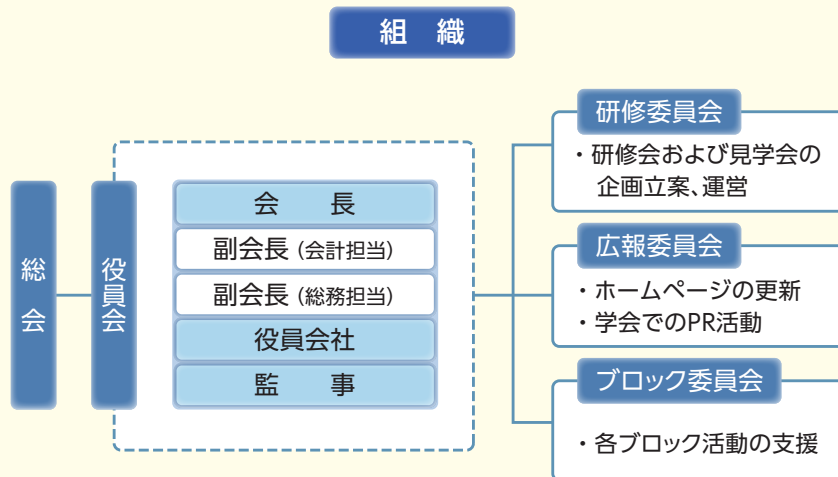 組 織
総会
役員会
会 長
副会長 (会計担当)
副会長 (総務担当)
役員会社
監 事
研修委員会
・研修会および見学会の
企画立案、運営
広報委員会
・ホームページの更新
・学会でのPR活動
ブロック委員会
・各ブロック活動の支援